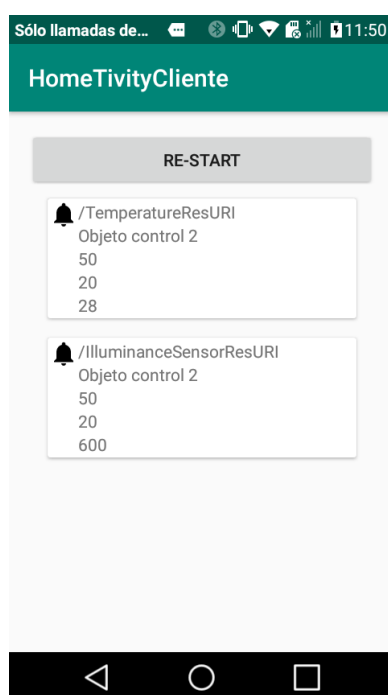 Sólo llamadas de... 11:50
HomeTivityCliente
RE-START
/TemperatureResURI
Objeto control 2
50
20
28
/IlluminanceSensorResURI
Objeto control 2
50
20
600